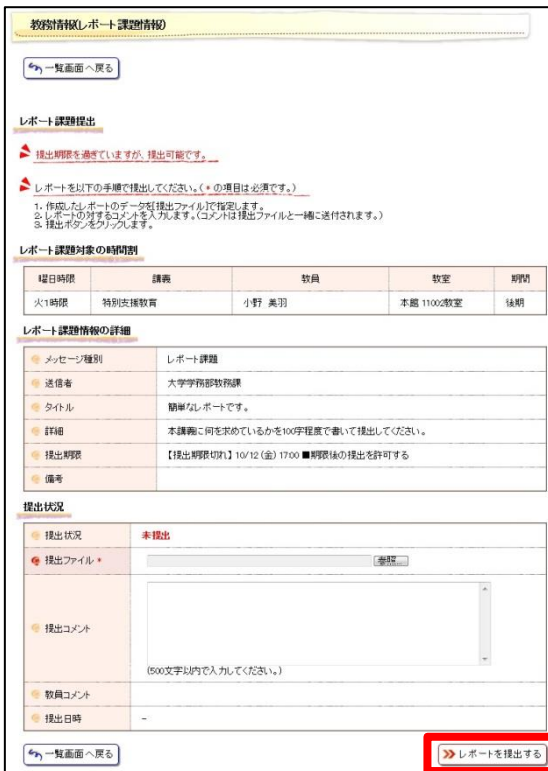 教務情報(レポート課題情報)
一覧画面へ戻る
レポート課題提出
提出期限を過ぎていますが、提出可能です。
レポートを以下の手順で提出してください。(*の項目は必須です。)
1. 作成したレポートのデータを[提出ファイル]で指定します。
2. レポートの対するコメントを入力します。(コメントは提出ファイルと一緒に送付されます。)
3. 提出ボタンをクリックします。
レポート課題対象の時間割
曜日時限 講義 教員 教室 期間
火1時限 特別支援教育 小野 美羽 本館 11002教室 後期
レポート課題情報の詳細
メッセージ種別 レポート課題
送信者 大学学務部教務課
タイトル 簡単なレポートです。
詳細 本講義に何を求めているかを100字程度で書いて提出してください。
提出期限 【提出期限切れ】 10/12 (金) 17:00 ■期限後の提出を許可する
備考
提出状況
提出状況 未提出
提出ファイル * 参照...
提出コメント
(500文字以内で入力してください。)
教員コメント
提出日時 -
一覧画面へ戻る レポートを提出する